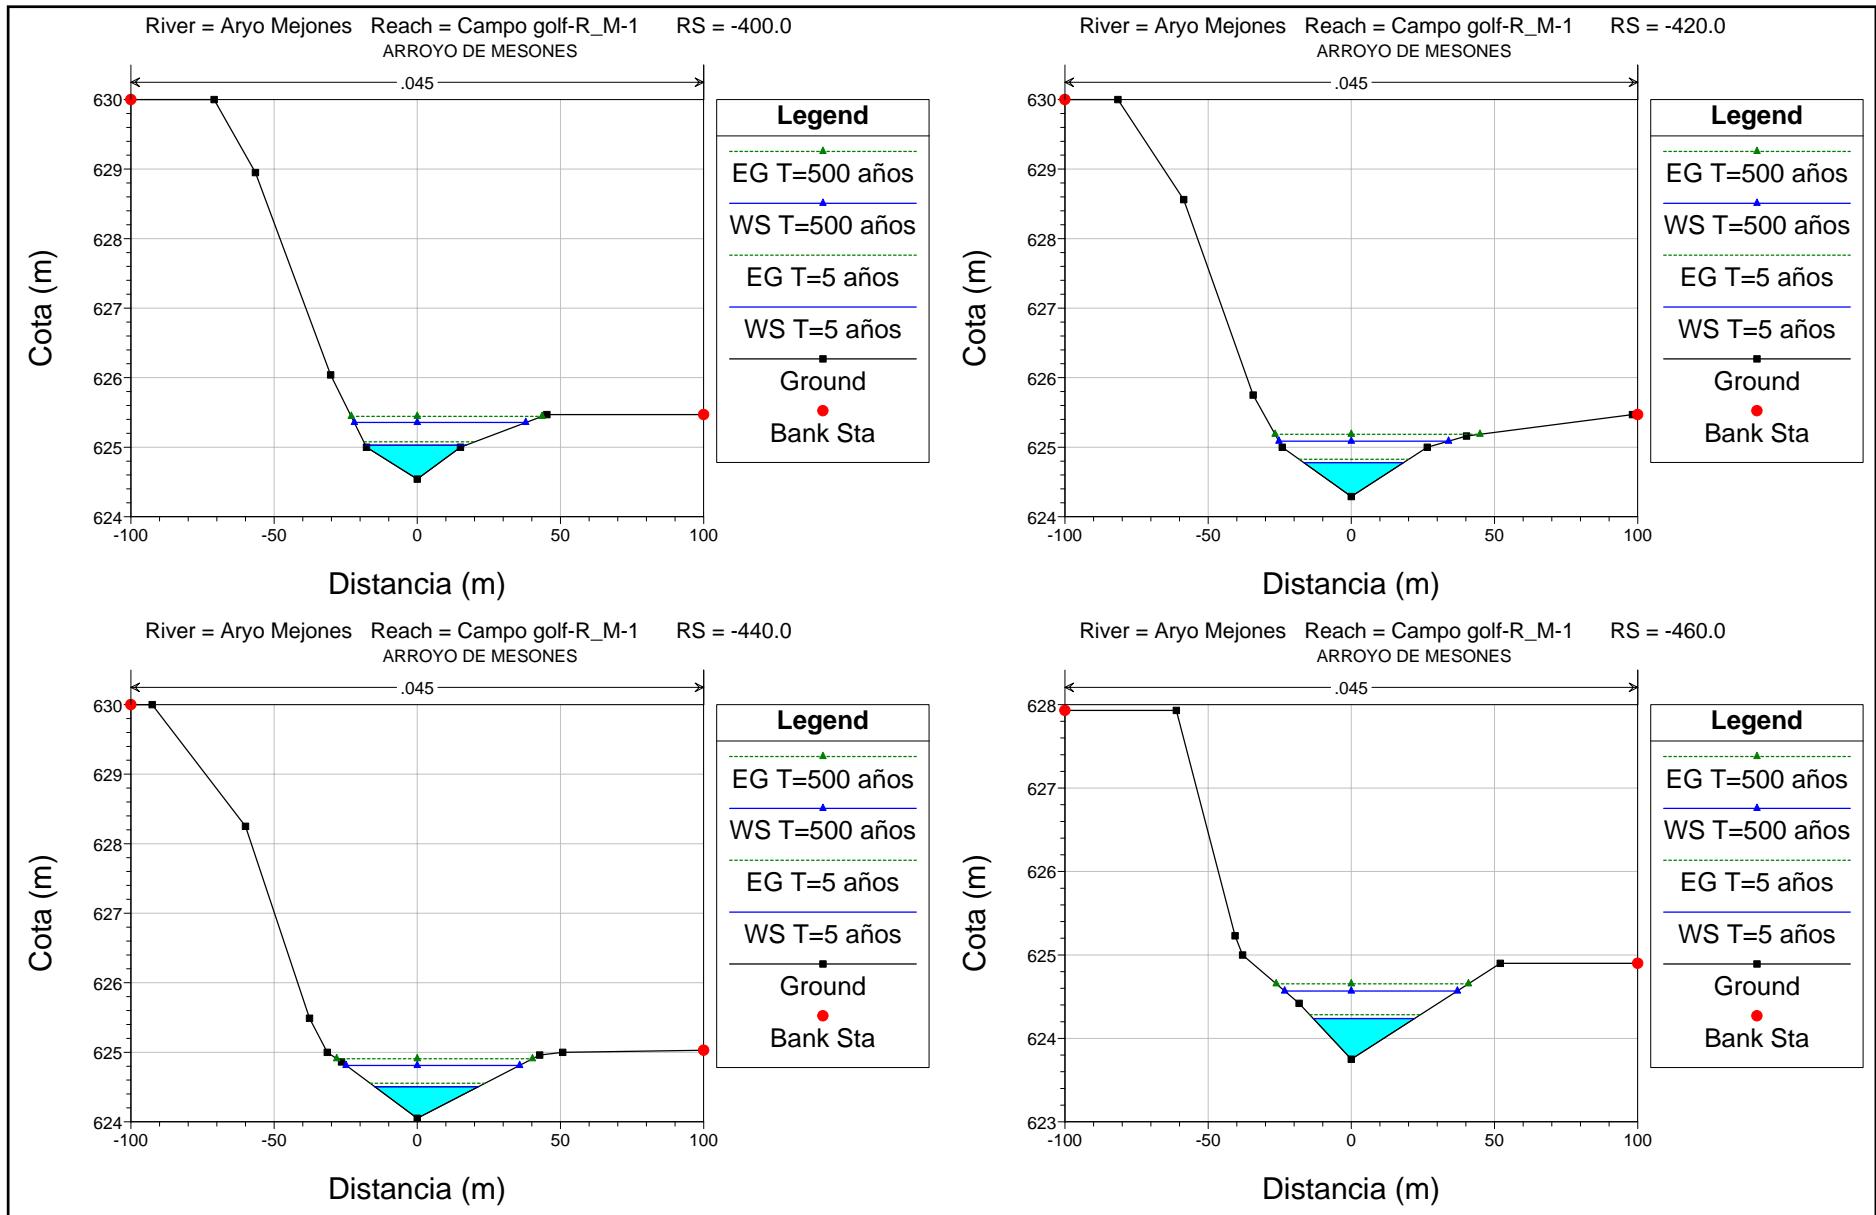 River = Aryo Mejones Reach = Campo golf-R_M-1 RS = -400.0
ARROYO DE MESONES
.045
630
629
628
627
626
625
624
-100
-50
0
50
100
Cota (m)
Distancia (m)
Legend
EG T=500 años
WS T=500 años
EG T=5 años
WS T=5 años
Ground
Bank Sta
River = Aryo Mejones Reach = Campo golf-R_M-1 RS = -420.0
ARROYO DE MESONES
.045
630
629
628
627
626
625
624
-100
-50
0
50
100
Cota (m)
Distancia (m)
Legend
EG T=500 años
WS T=500 años
EG T=5 años
WS T=5 años
Ground
Bank Sta
River = Aryo Mejones Reach = Campo golf-R_M-1 RS = -440.0
ARROYO DE MESONES
.045
630
629
628
627
626
625
624
-100
-50
0
50
100
Cota (m)
Distancia (m)
Legend
EG T=500 años
WS T=500 años
EG T=5 años
WS T=5 años
Ground
Bank Sta
River = Aryo Mejones Reach = Campo golf-R_M-1 RS = -460.0
ARROYO DE MESONES
.045
628
627
626
625
624
623
-100
-50
0
50
100
Cota (m)
Distancia (m)
Legend
EG T=500 años
WS T=500 años
EG T=5 años
WS T=5 años
Ground
Bank Sta